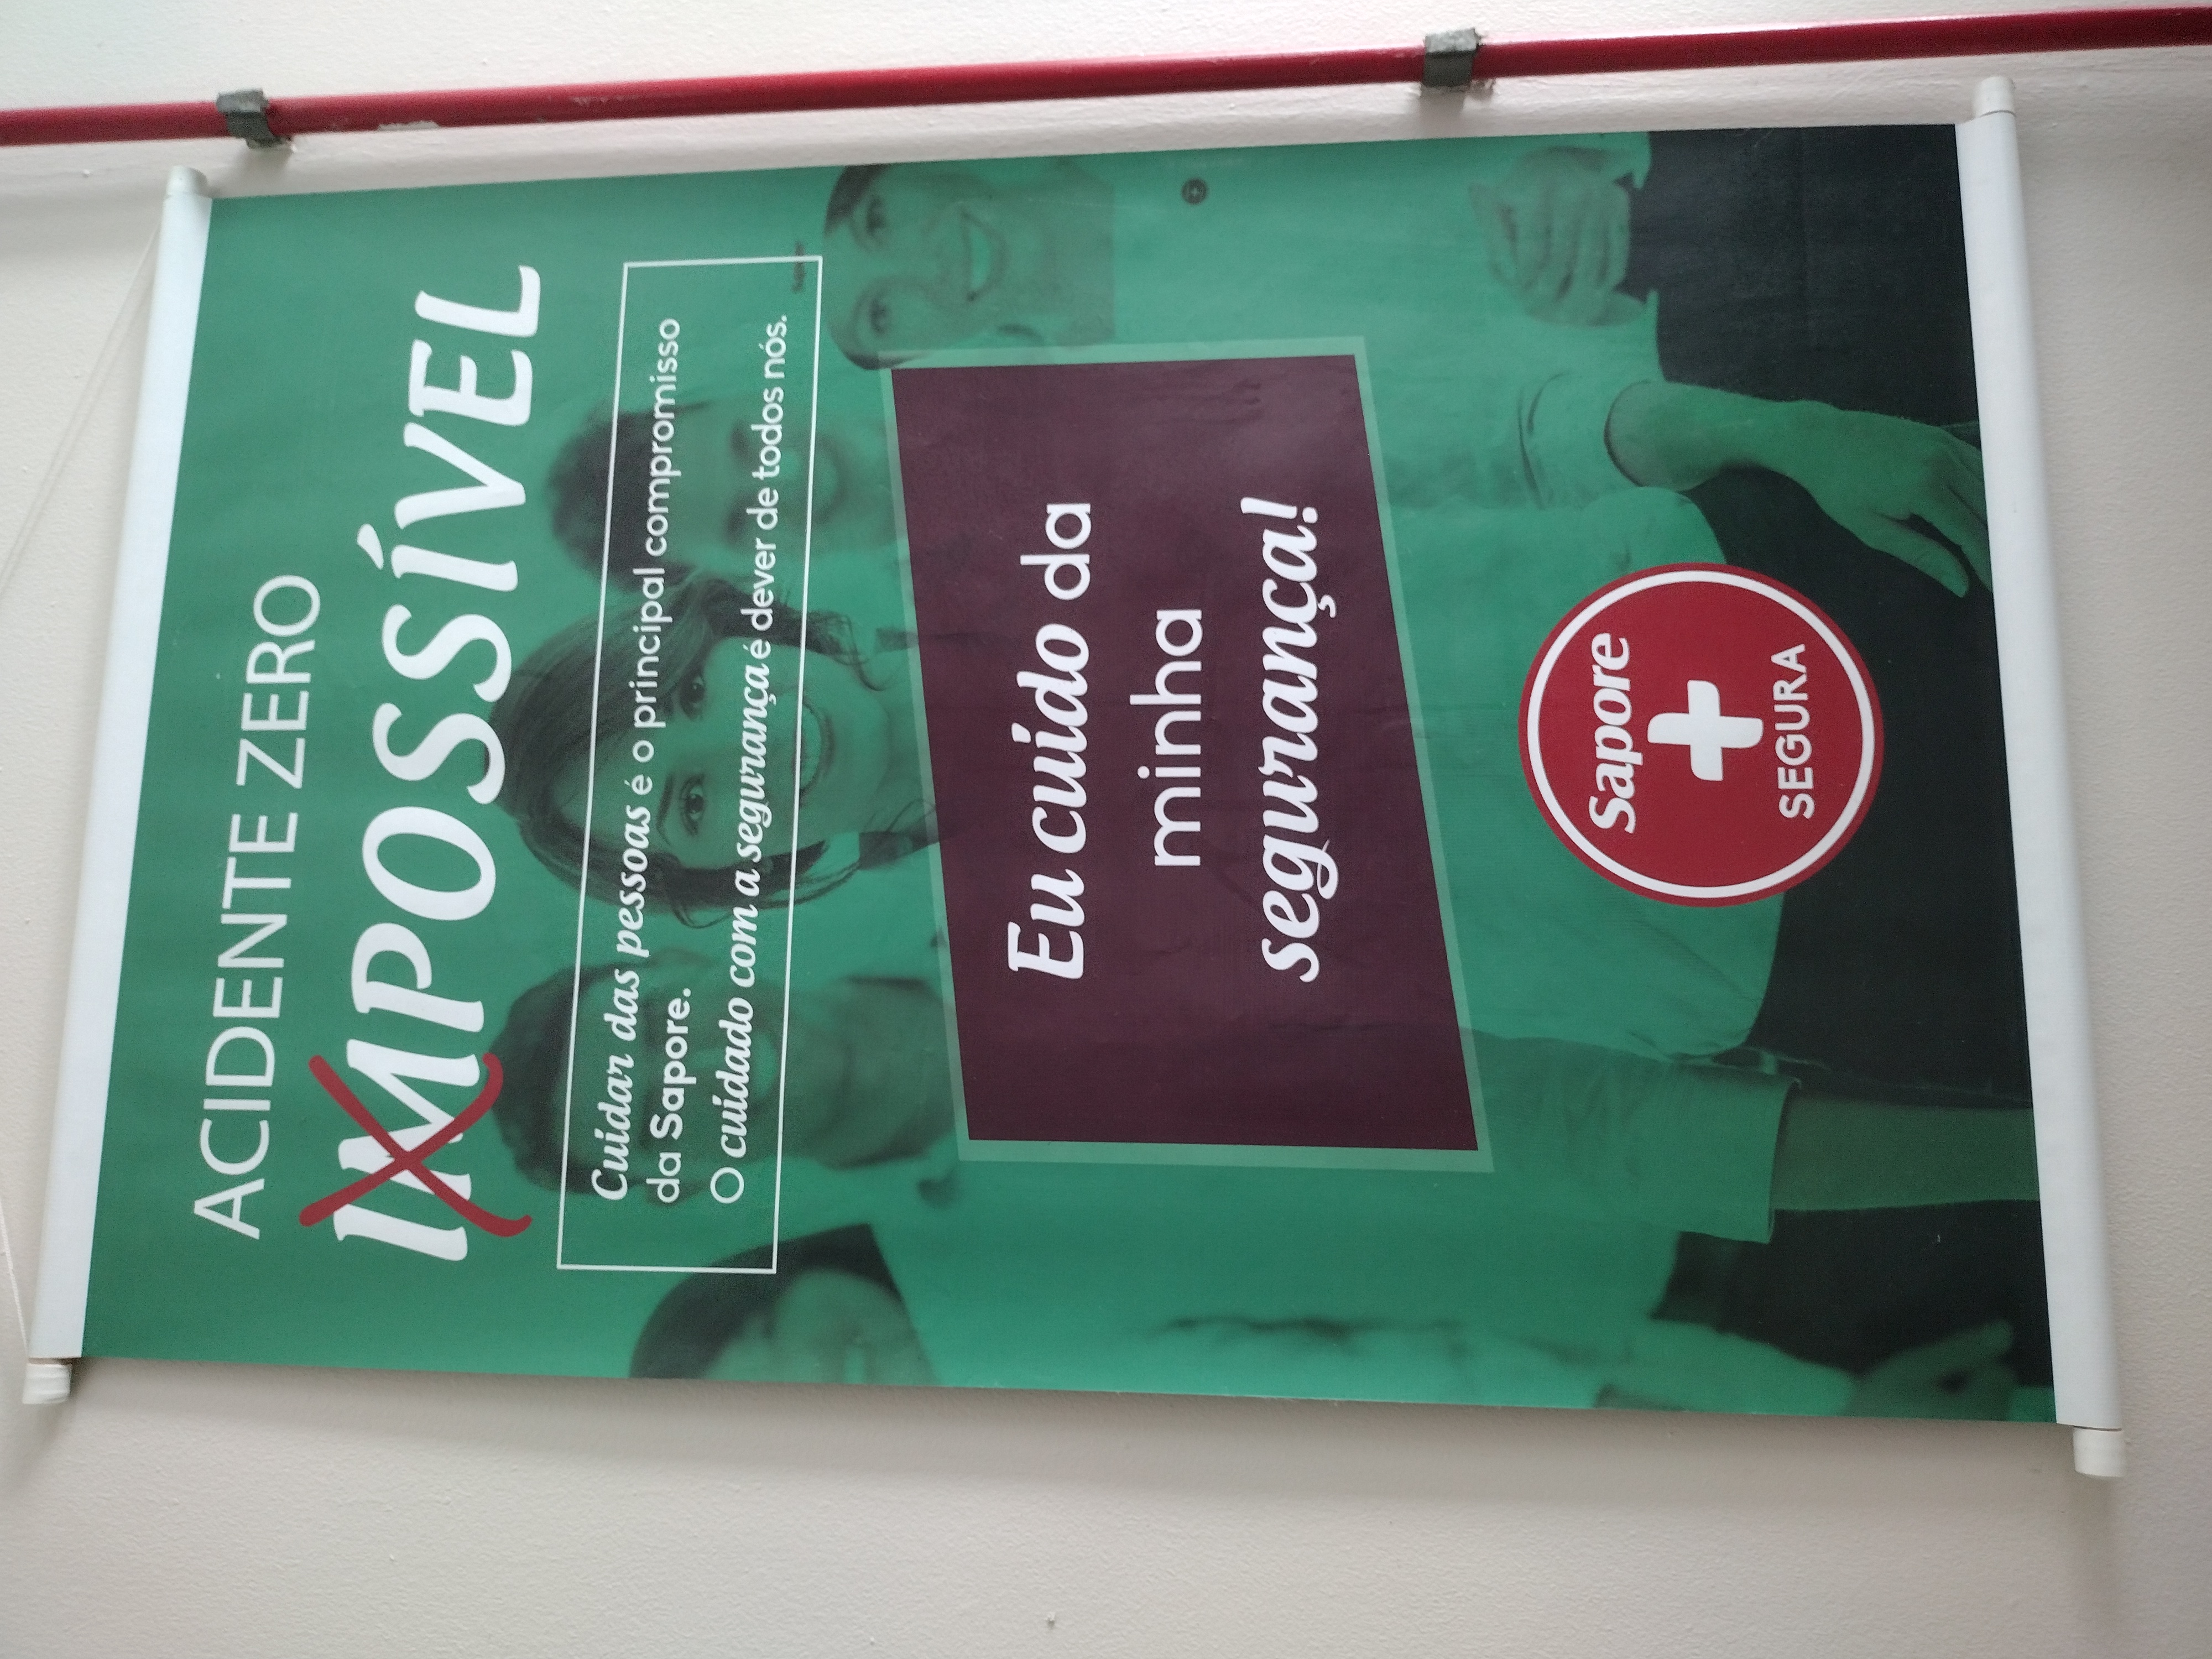 ACIDENTE ZERO
IMPOSSÍVEL
Cuidar das pessoas é o principal compromisso
da Sapore.
O cuidado com a segurança é dever de todos nós.
Sapore
Eu cuido da
minha
segurança!
Sapore
+
SEGURA